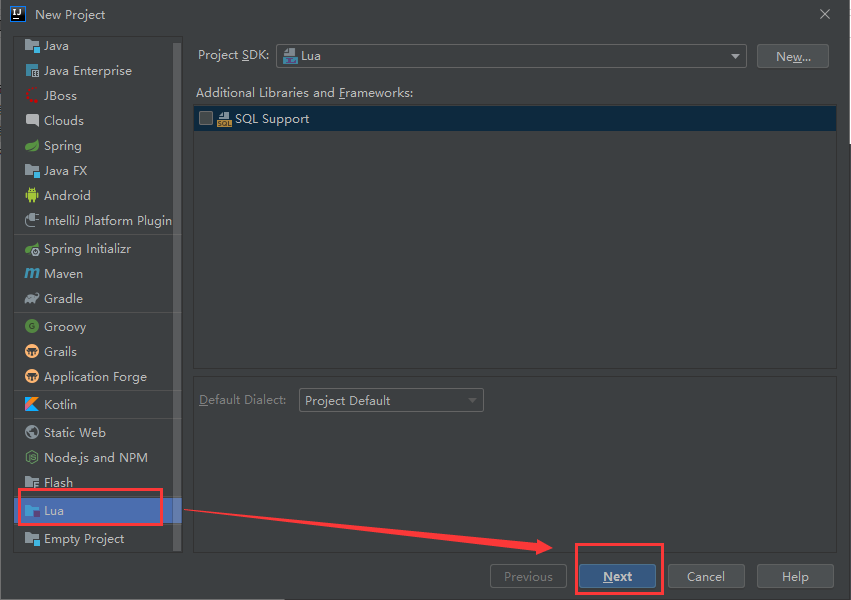 New Project
Java
Java Enterprise
JBoss
Clouds
Spring
Java FX
Android
IntelliJ Platform Plugin
Spring Initializr
Maven
Gradle
Groovy
Grails
Application Forge
Kotlin
Static Web
Node.js and NPM
Flash
Lua
Empty Project
Project SDK: Lua New...
Additional Libraries and Frameworks:
SQL Support
Default Dialect: Project Default
Previous Next Cancel Help